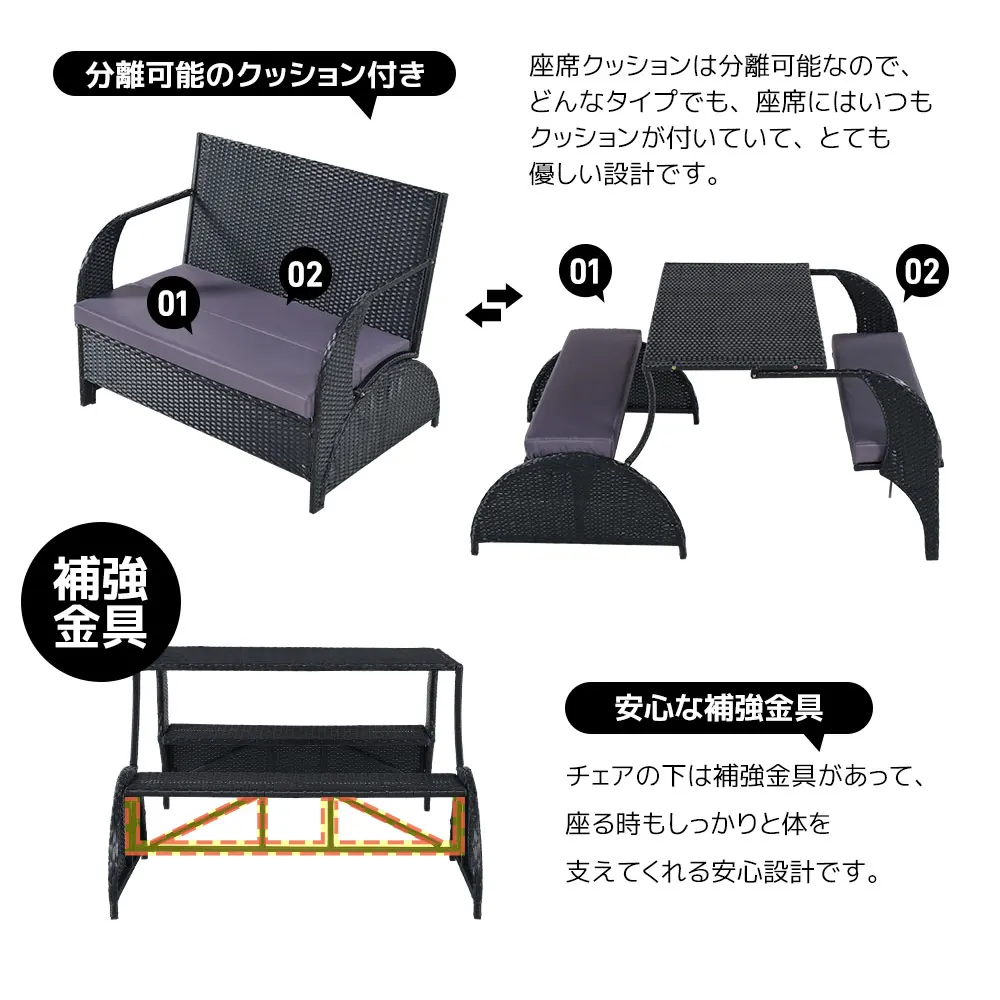 分離可能のクッション付き
座席クッションは分離可能なので、
どんなタイプでも、座席にはいつも
クッションが付いていて、とても
優しい設計です。
01
02
01
02
補強
金具
安心な補強金具
チェアの下は補強金具があって、
座る時もしっかりと体を
支えてくれる安心設計です。